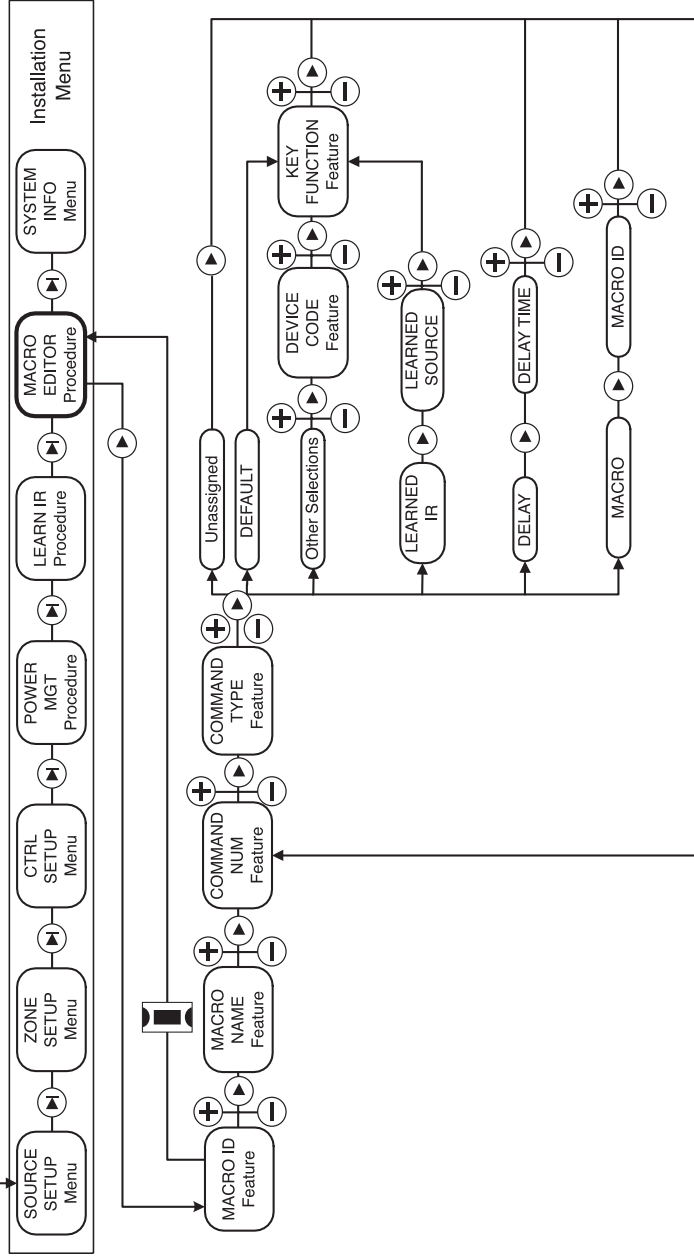 Installation
Menu
SOURCE
SETUP
Menu
ZONE
SETUP
Menu
CTRL
SETUP
Menu
POWER
MGT
Procedure
LEARN IR
Procedure
MACRO
EDITOR
Procedure
SYSTEM
INFO
Menu
MACRO ID
Feature
MACRO
NAME
Feature
COMMAND
NUM
Feature
COMMAND
TYPE
Feature
Unassigned
DEFAULT
Other Selections
DEVICE
CODE
Feature
KEY
FUNCTION
Feature
LEARNED
IR
LEARNED
SOURCE
DELAY
DELAY TIME
MACRO
MACRO ID